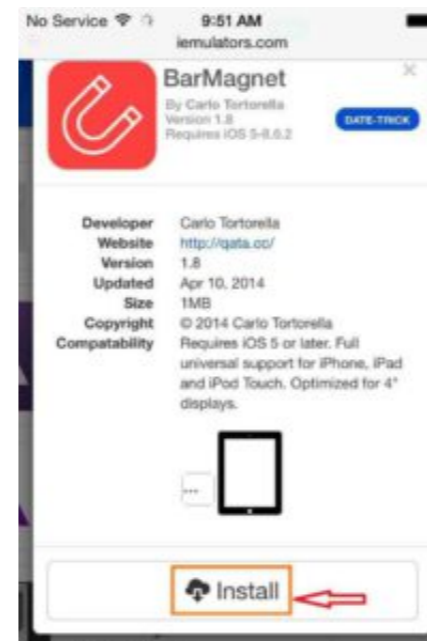 No Service 9:51 AM
iemulators.com
BarMagnet
By Carlo Tortorella
Version 1.8
Requires iOS 5-8.0.2
DATE-TRICK
Developer Carlo Tortorella
Website http://qata.cc/
Version 1.8
Updated Apr 10, 2014
Size 1MB
Copyright © 2014 Carlo Tortorella
Compatability Requires iOS 5 or later. Full
universal support for iPhone, iPad
and iPod Touch. Optimized for 4"
displays.
...
Install